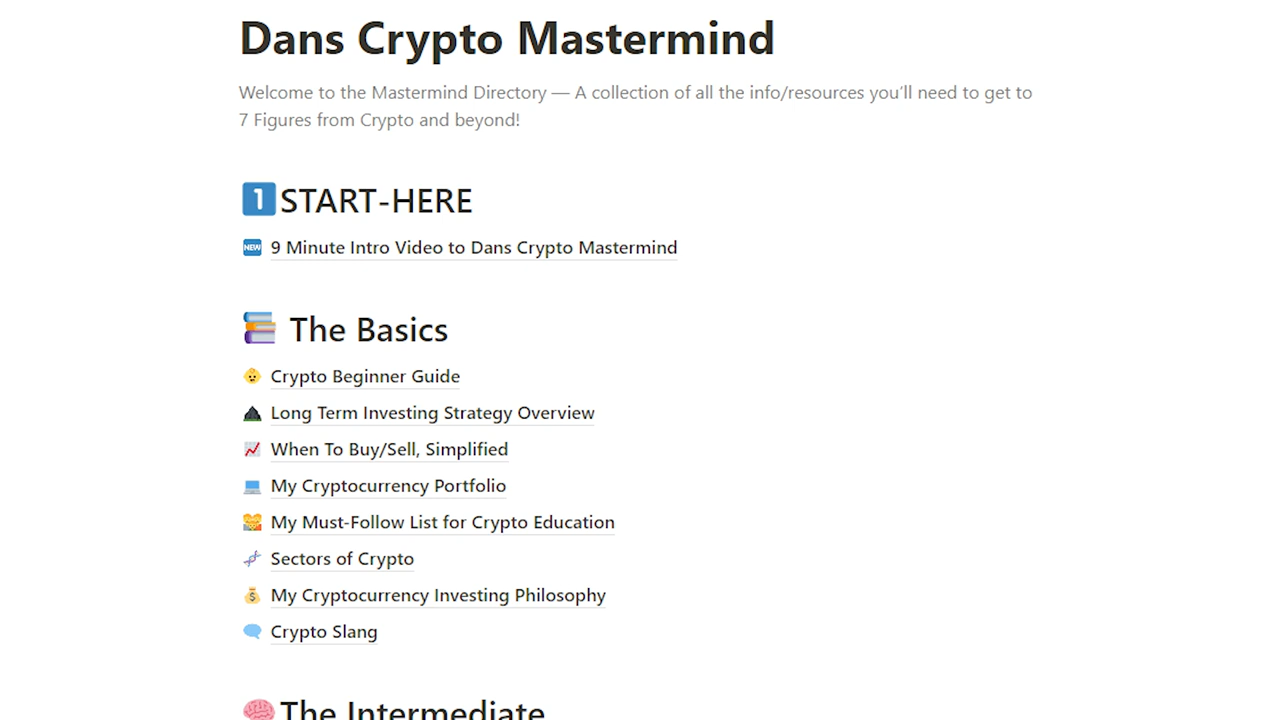 Dans Crypto Mastermind
Welcome to the Mastermind Directory — A collection of all the info/resources you'll need to get to
7 Figures from Crypto and beyond!
1 START-HERE
NEW 9 Minute Intro Video to Dans Crypto Mastermind
The Basics
Crypto Beginner Guide
Long Term Investing Strategy Overview
When To Buy/Sell, Simplified
My Cryptocurrency Portfolio
My Must-Follow List for Crypto Education
Sectors of Crypto
My Cryptocurrency Investing Philosophy
Crypto Slang
The Intermediate